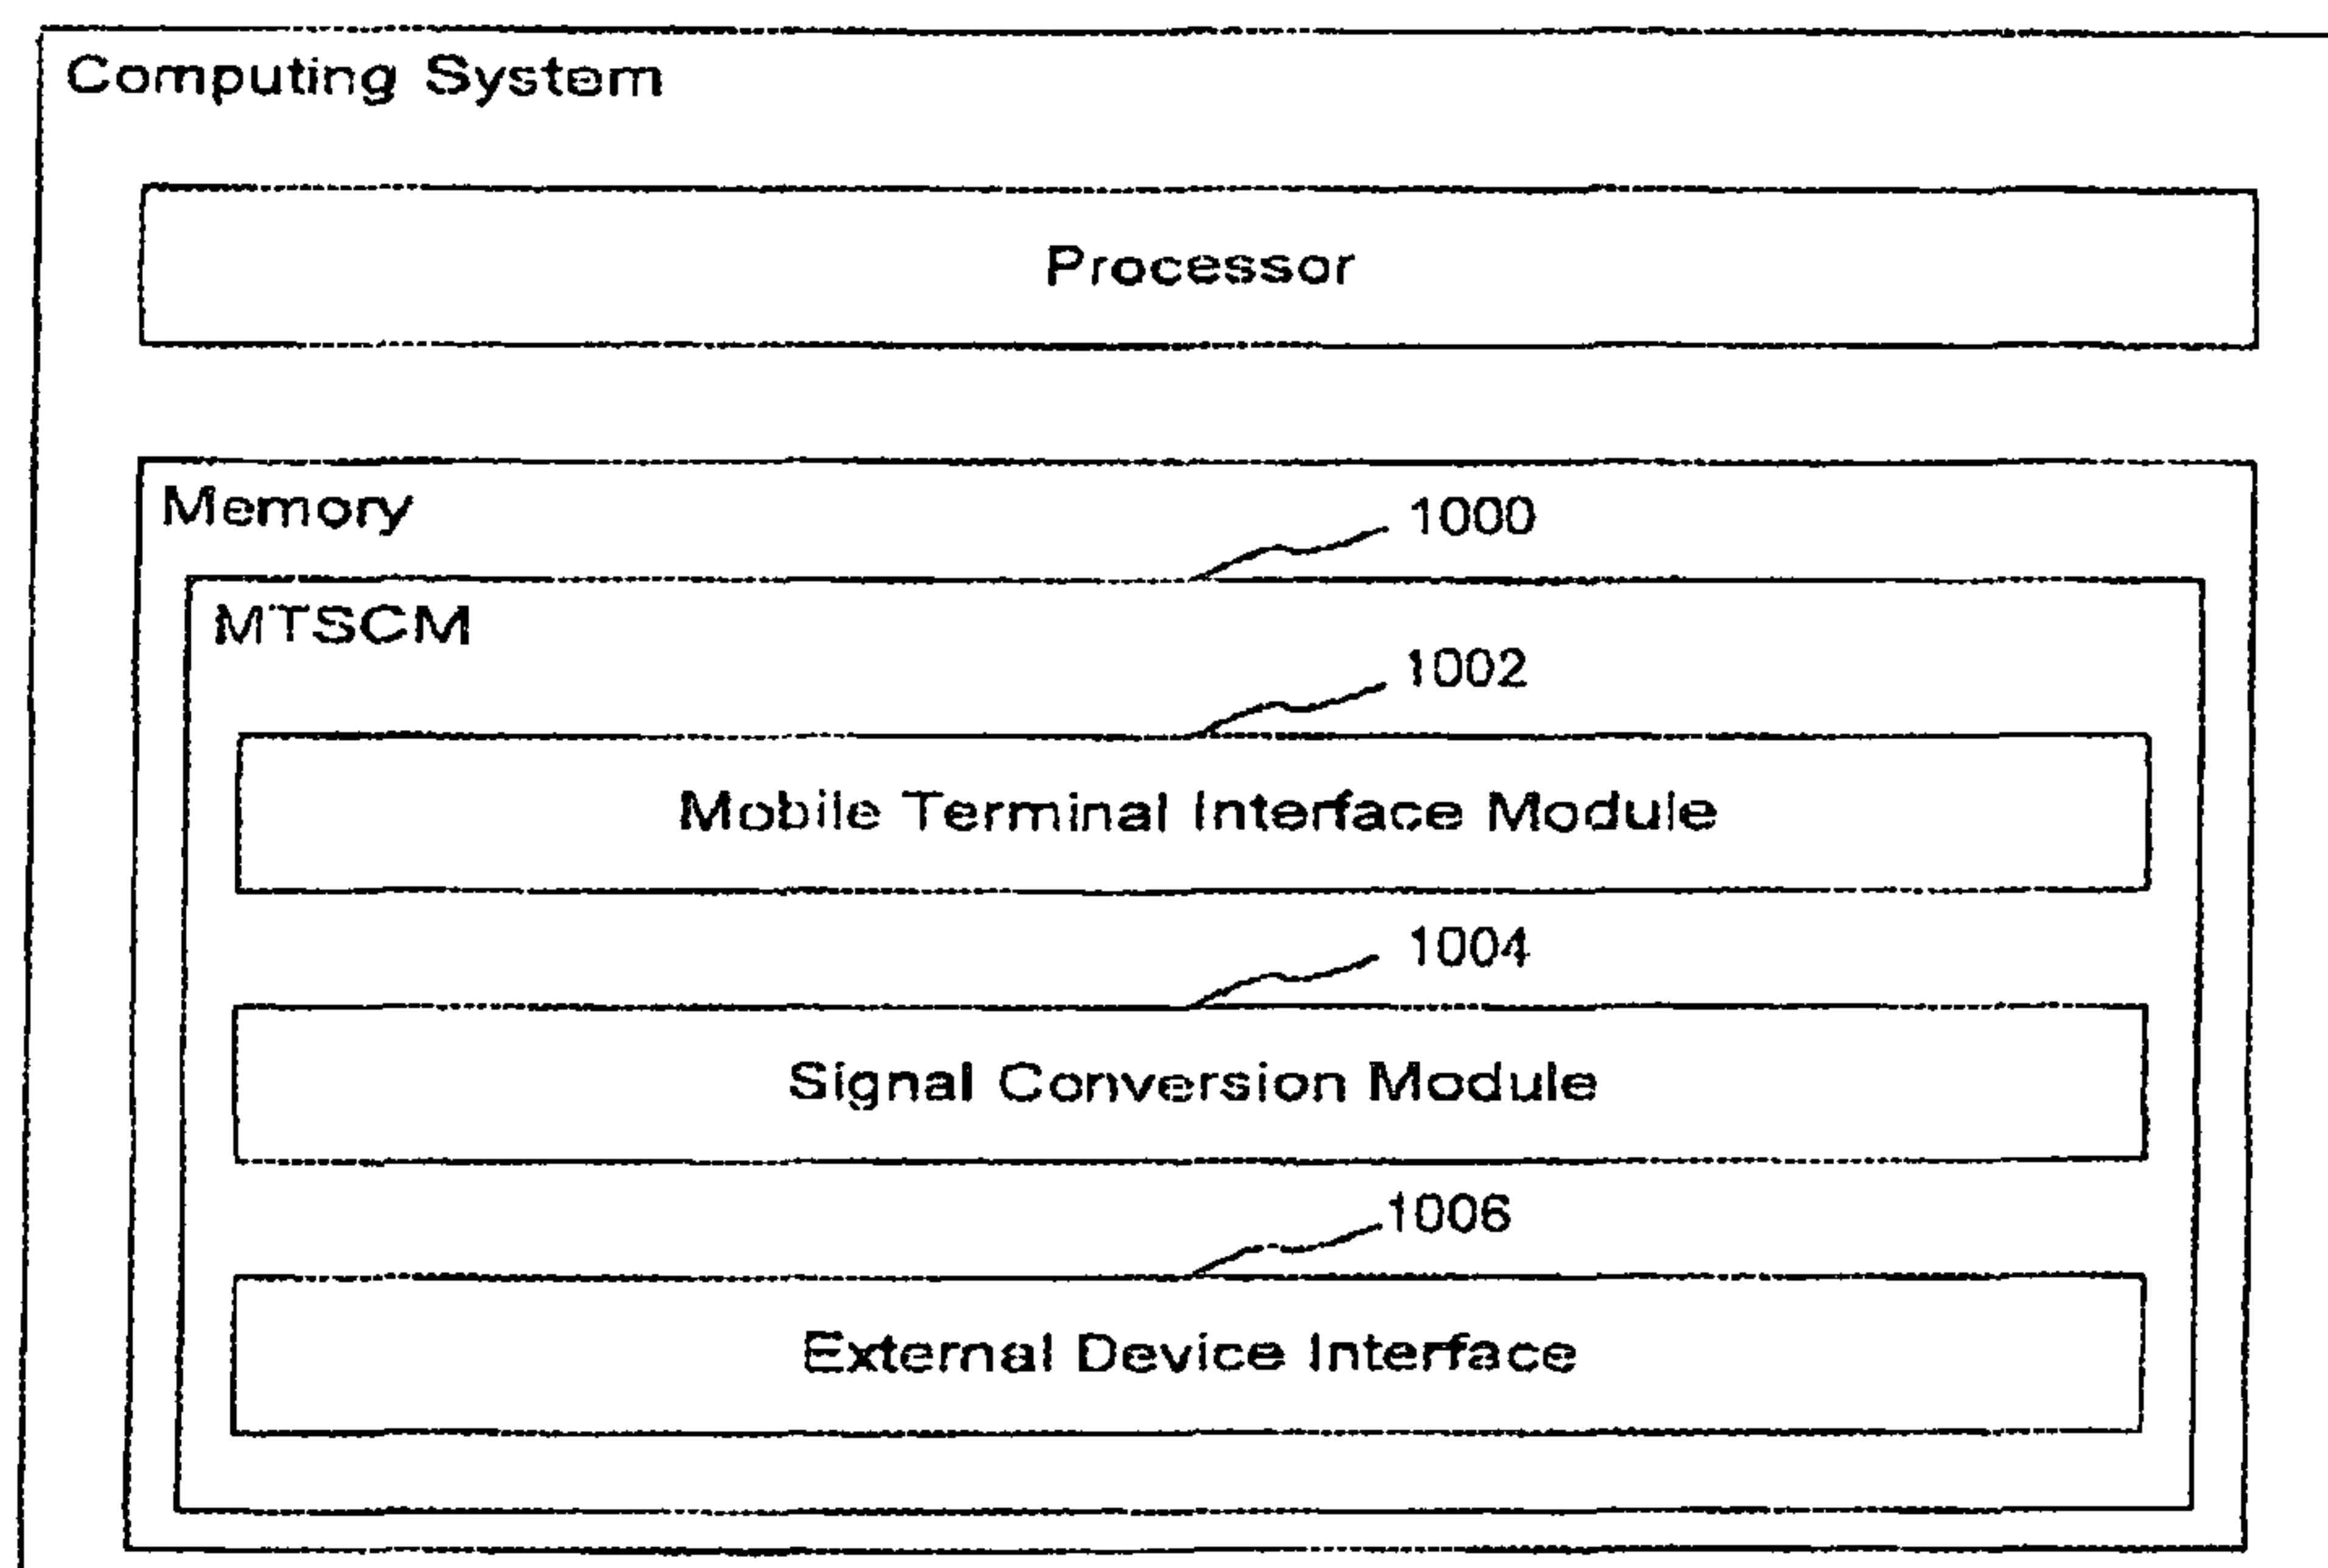 Computing System
Processor
Memory
1000
MTSCM
1002
Mobile Terminal Interface Module
1004
Signal Conversion Module
1006
External Device Interface